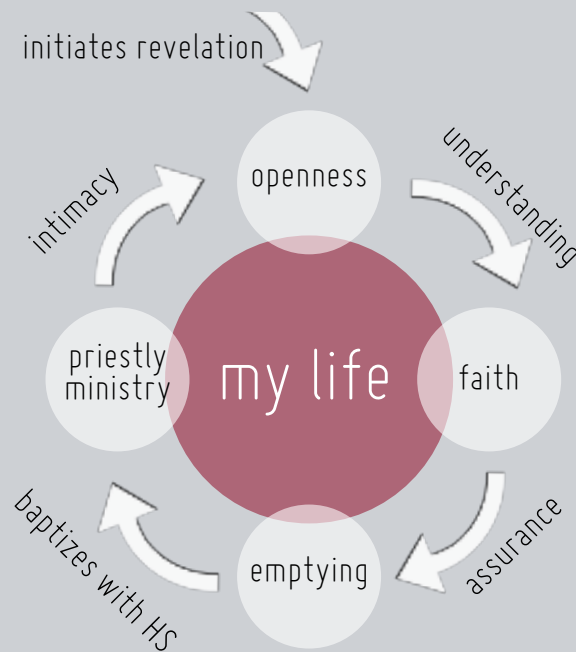 initiates revelation
openness
understanding
intimacy
priestly
ministry
my life
faith
assurance
emptying
baptizes with HS